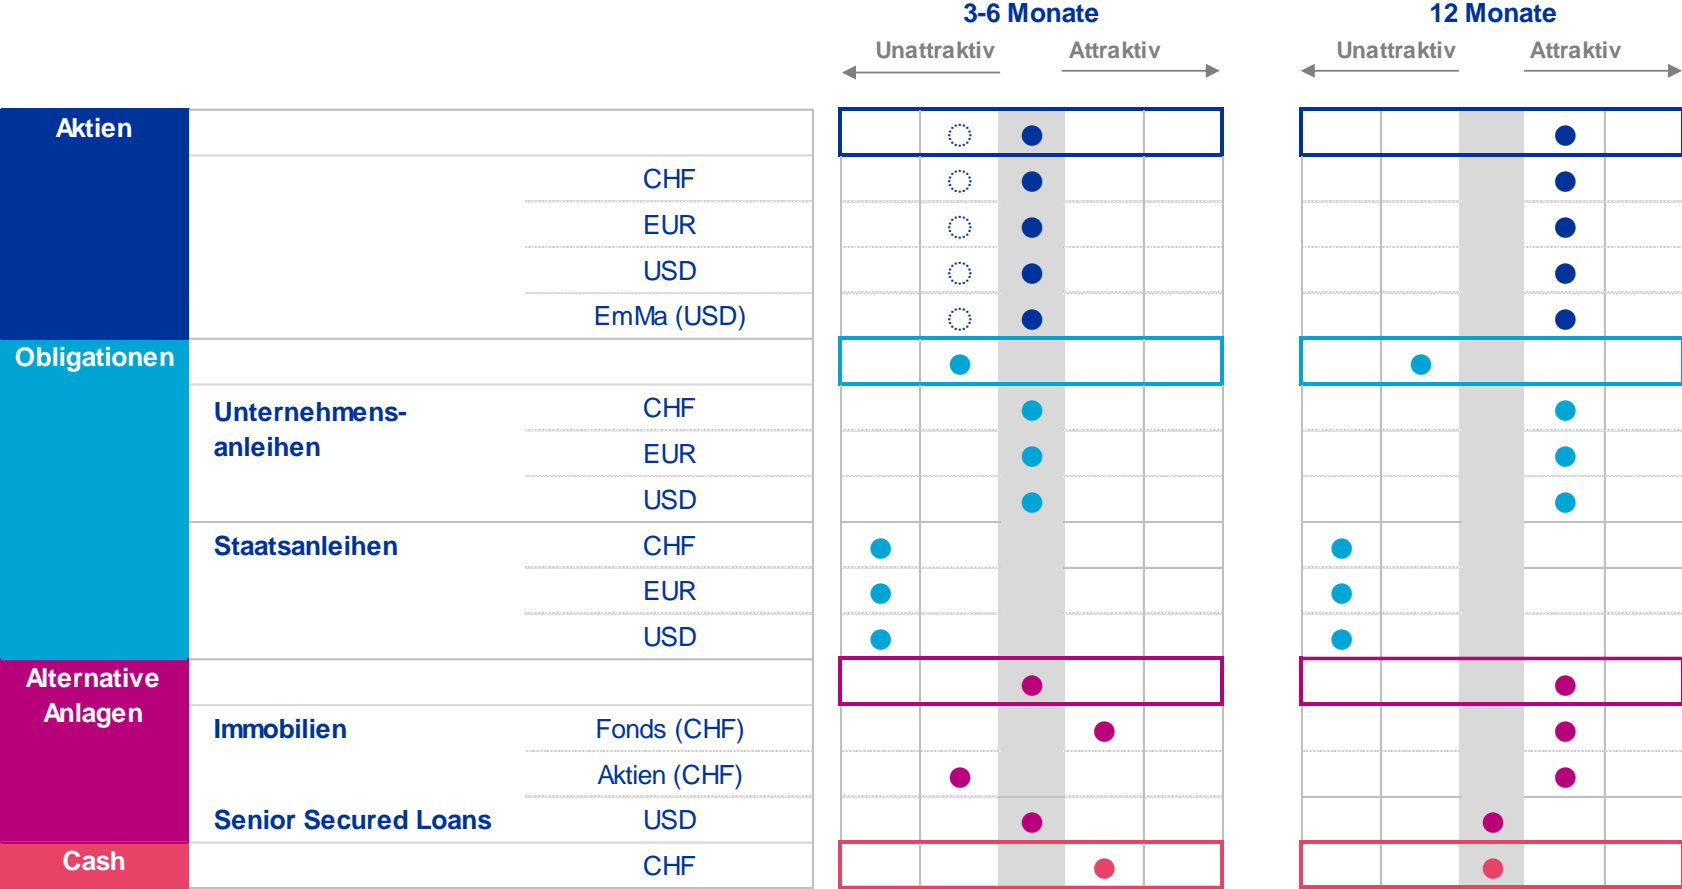 3-6 Monate 12 Monate
Unattraktiv Attraktiv Unattraktiv Attraktiv
Aktien
CHF
EUR
USD
EmMa (USD)
Obligationen
Unternehmens- CHF
anleihen EUR
USD
Staatsanleihen CHF
EUR
USD
Alternative
Anlagen
Immobilien Fonds (CHF)
Aktien (CHF)
Senior Secured Loans USD
Cash CHF